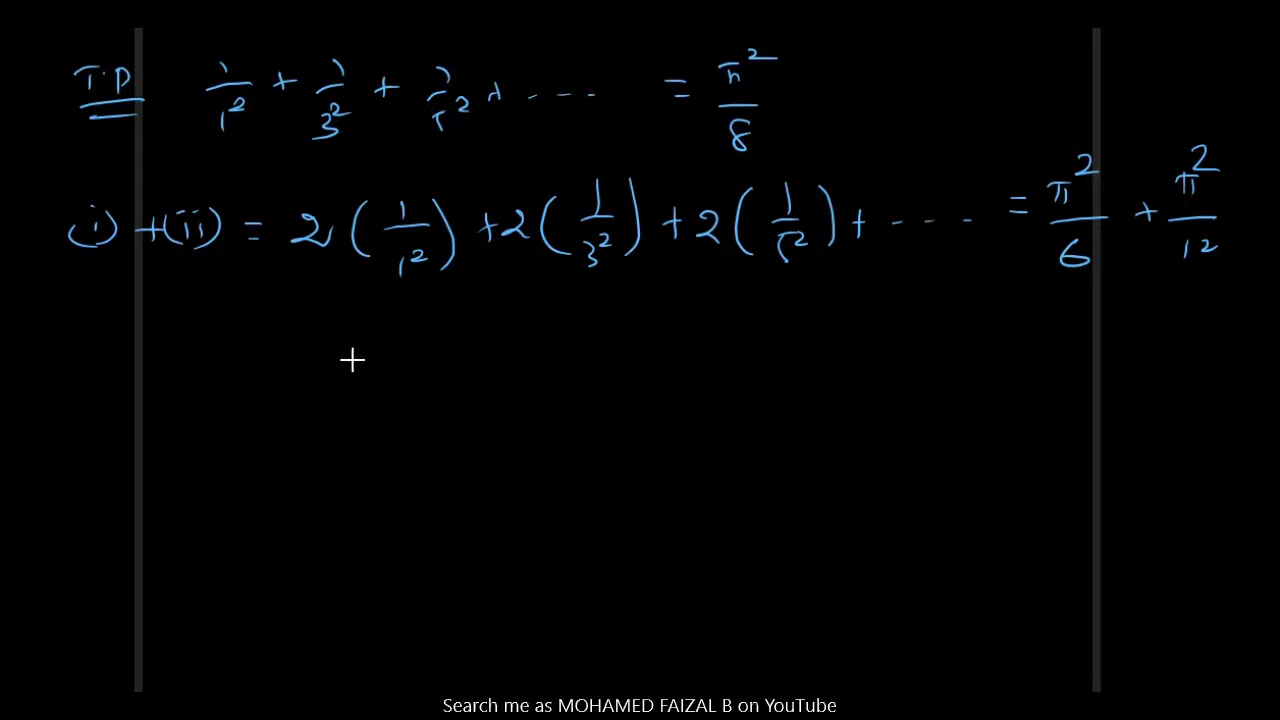 T.P 1/1² + 1/3² + 1/5² + ---- = π²/8
(i) + (ii) = 2(1/1²) + 2(1/3²) + 2(1/5²) + ---- = π²/6 + π²/12
Search me as MOHAMED FAIZAL B on YouTube